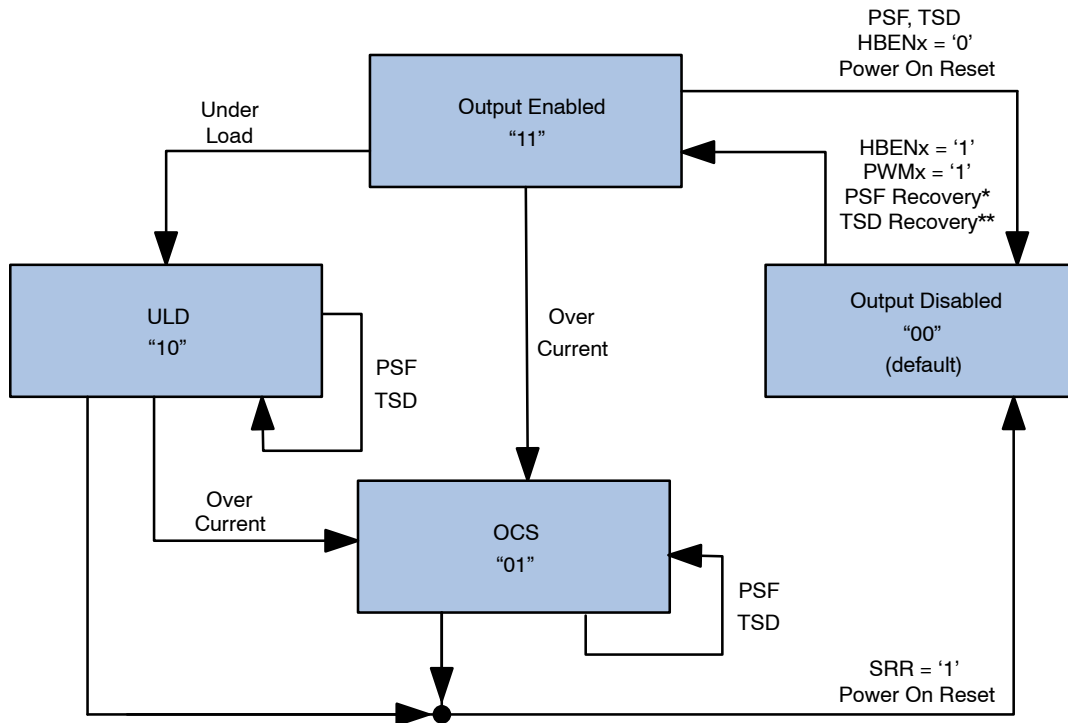 PSF, TSD
HBENx = ‘0’
Power On Reset
Output Enabled
“11”
Under
Load
HBENx = ‘1’
PWMx = ‘1’
PSF Recovery*
TSD Recovery**
ULD
“10”
Output Disabled
“00”
(default)
Over
Current
PSF
TSD
Over
Current
OCS
“01”
PSF
TSD
SRR = ‘1’
Power On Reset